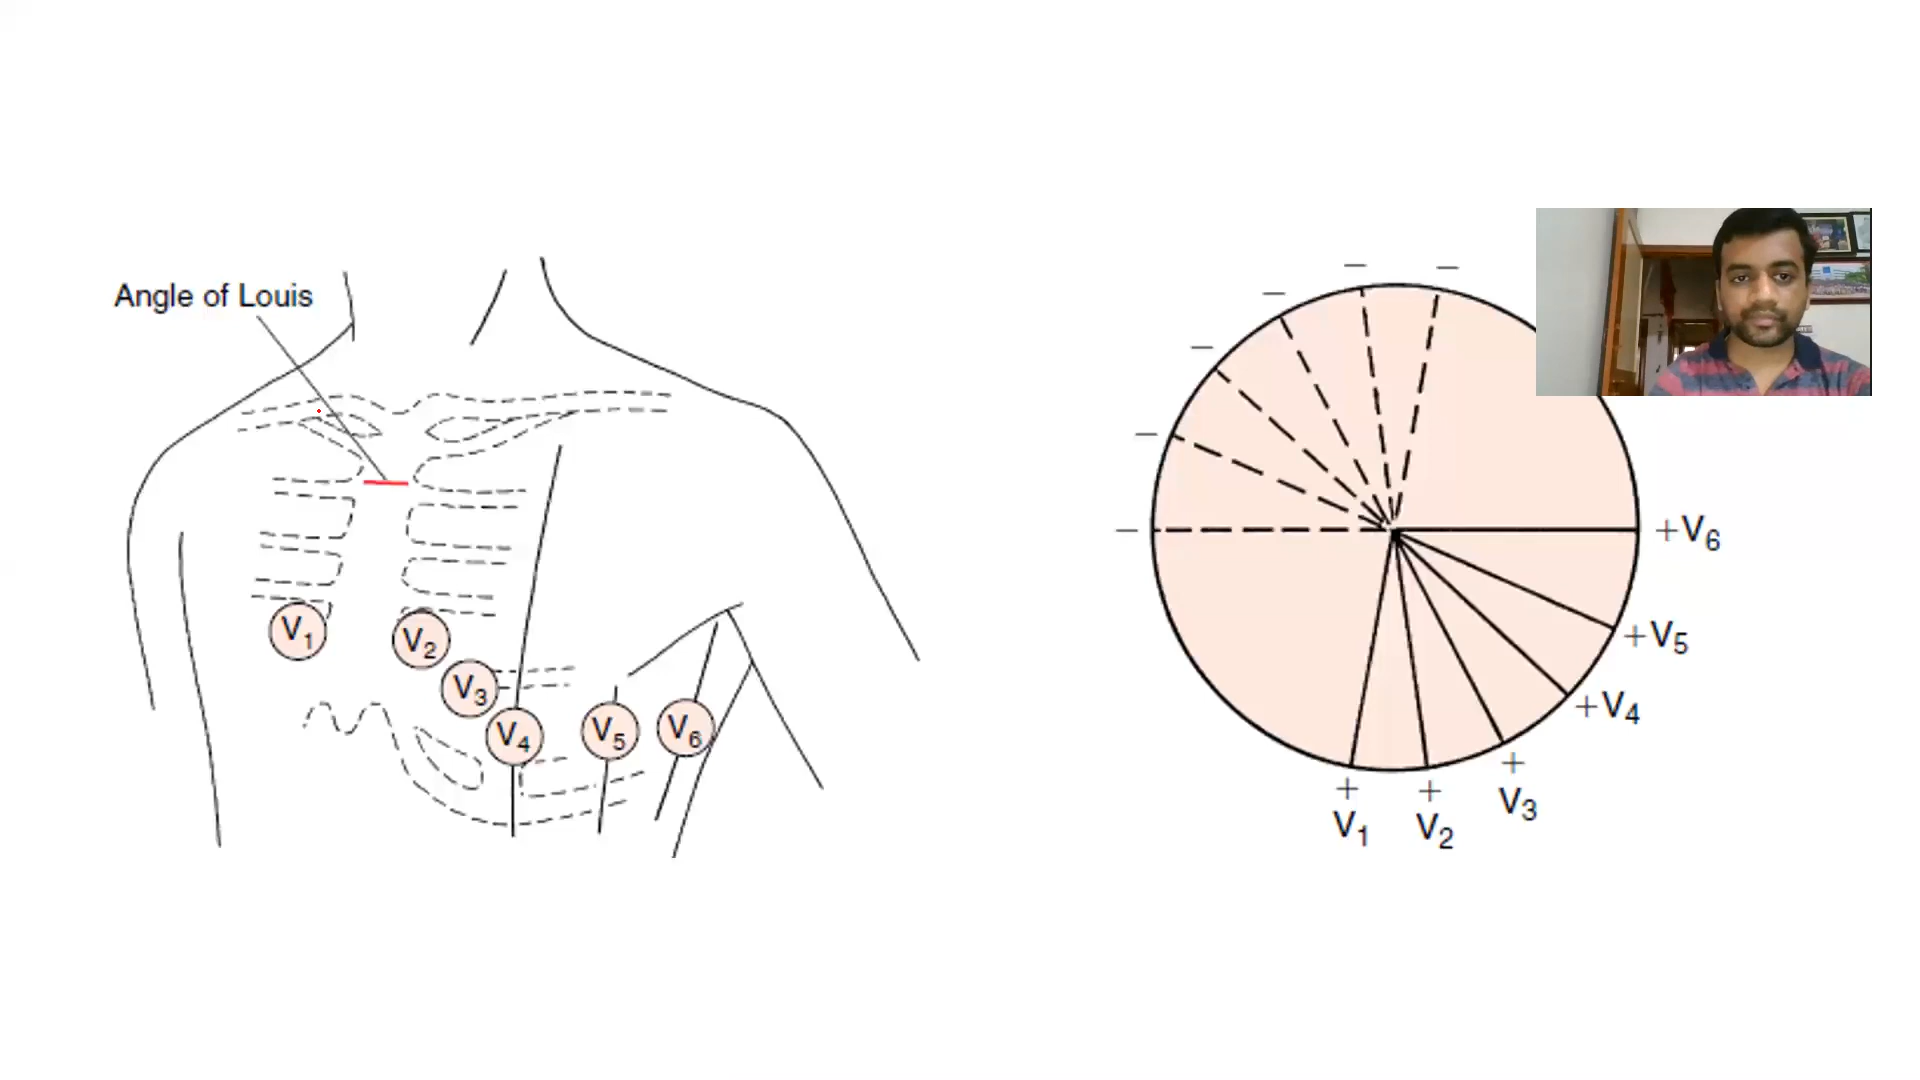 Angle of Louis
V1
V2
V3
V4
V5
V6
−
−
−
−
−
−
+V6
+V5
+V4
+
V3
+
V2
+
V1